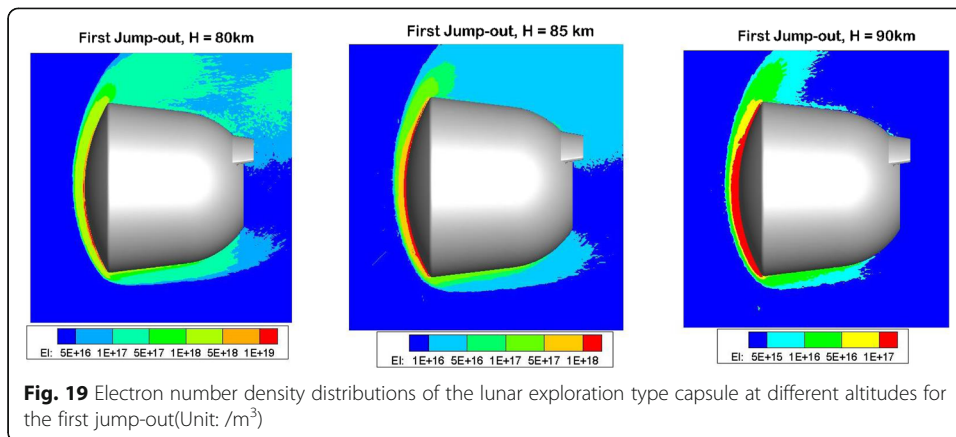 First Jump-out, H = 80km
First Jump-out, H = 85 km
First Jump-out, H = 90km
El: 5E+16 1E+17 5E+17 1E+18 5E+18 1E+19
El: 1E+16 5E+16 1E+17 5E+17 1E+18
El: 5E+15 1E+16 5E+16 1E+17
Fig. 19 Electron number density distributions of the lunar exploration type capsule at different altitudes for
the first jump-out(Unit: /m³)